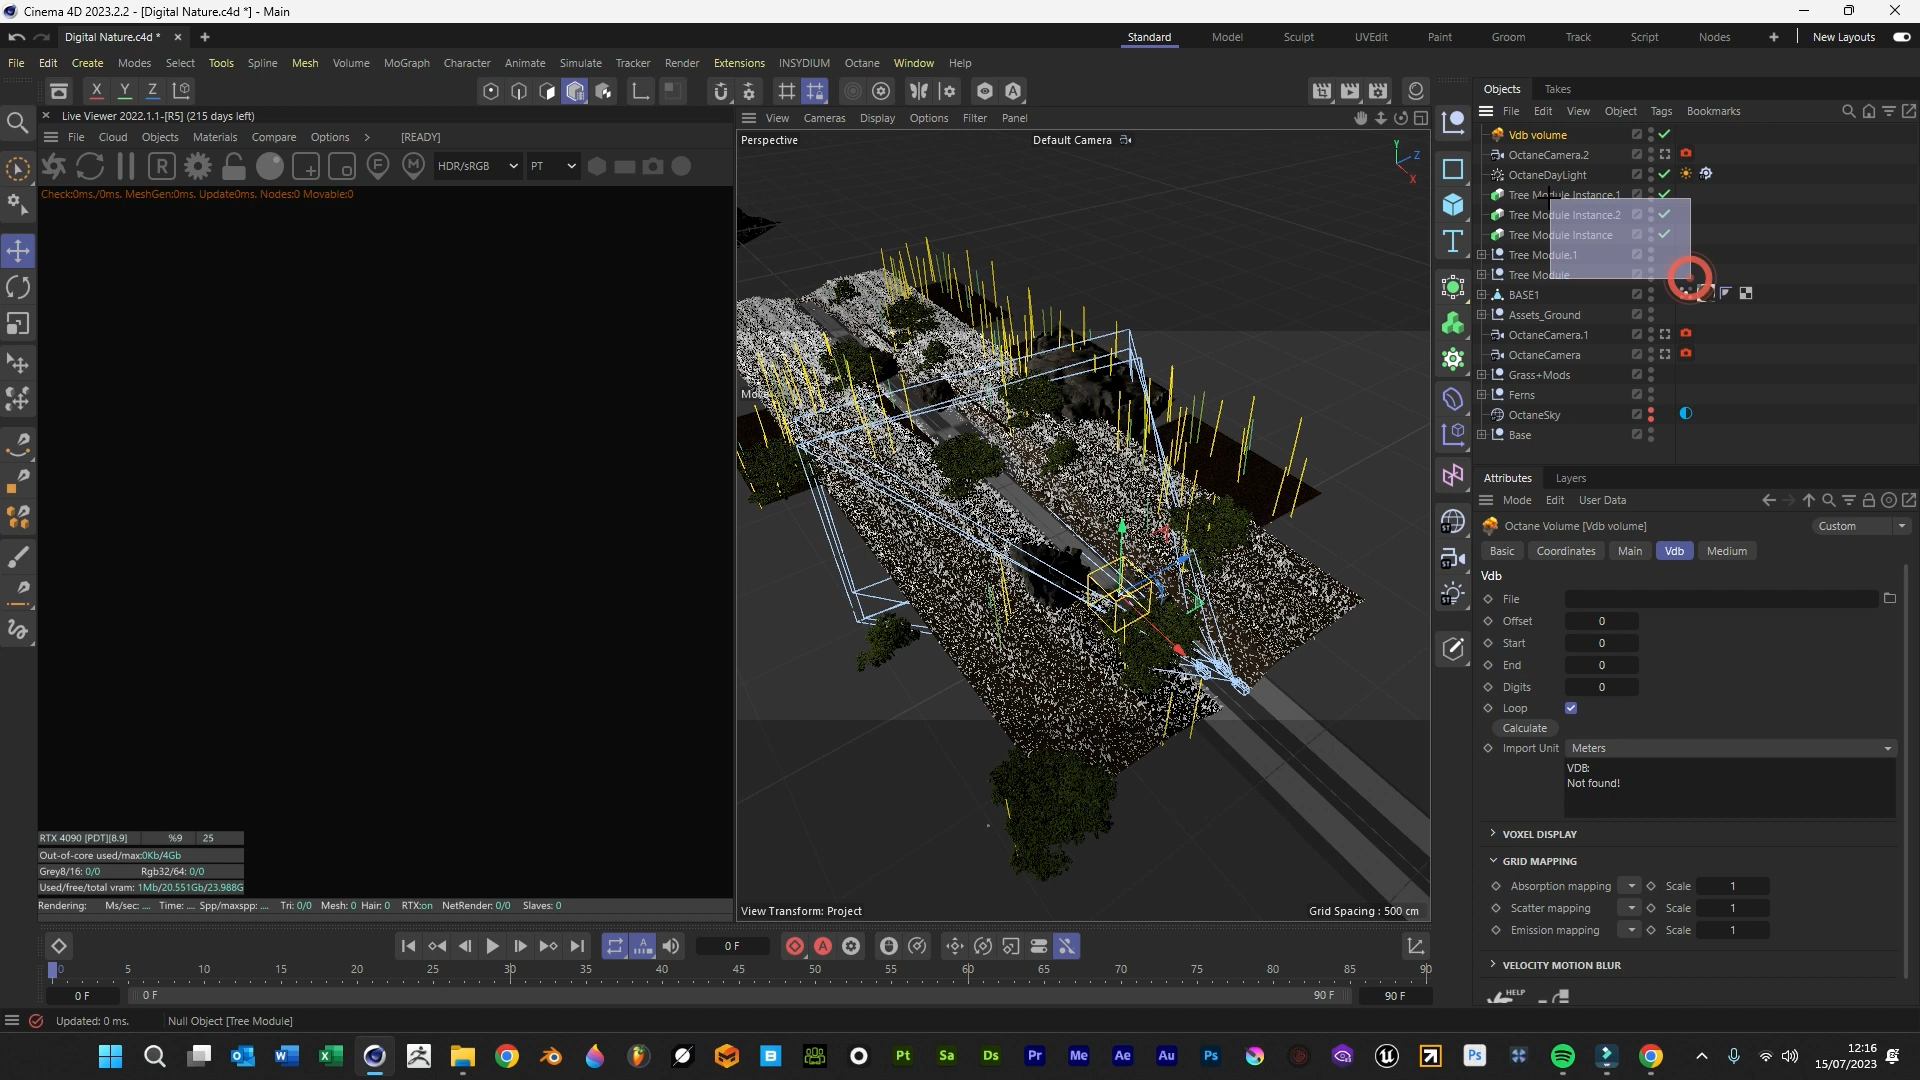 Cinema 4D 2023.2.2 - [Digital Nature.c4d *] - Main
Digital Nature.c4d *
Standard Model Sculpt UVEdit Paint Groom Track Script Nodes New Layouts
File Edit Create Modes Select Tools Spline Mesh Volume MoGraph Character Animate Simulate Tracker Render Extensions INSYDIUM Octane Window Help
X Y Z
Objects Takes
File Edit View Object Tags Bookmarks
Live Viewer 2022.1.1-[R5] (215 days left)
File Cloud Objects Materials Compare Options > [READY]
HDR/sRGB PT
Check:0ms./0ms. MeshGen:0ms. Update0ms. Nodes:0 Movable:0
View Cameras Display Options Filter Panel
Perspective
Default Camera
Y
Z
X
Move
View Transform: Project
Grid Spacing : 500 cm
Vdb volume
OctaneCamera.2
OctaneDayLight
Tree Module Instance.1
Tree Module Instance.2
Tree Module Instance
Tree Module.1
Tree Module
BASE1
Assets_Ground
OctaneCamera.1
OctaneCamera
Grass+Mods
Ferns
OctaneSky
Base
Attributes Layers
Mode Edit User Data
Octane Volume [Vdb volume]
Custom
Basic Coordinates Main Vdb Medium
Vdb
File
Offset 0
Start 0
End 0
Digits 0
Loop
Calculate
Import Unit Meters
VDB:
Not found!
VOXEL DISPLAY
GRID MAPPING
Absorption mapping Scale 1
Scatter mapping Scale 1
Emission mapping Scale 1
VELOCITY MOTION BLUR
HELP
RTX 4090 [PDT][8.9] %9 25
Out-of-core used/max:0Kb/4Gb
Grey8/16: 0/0 Rgb32/64: 0/0
Used/free/total vram: 1Mb/20.551Gb/23.988G
Rendering: Ms/sec: .... Time: .... Spp/maxspp: .... Tri: 0/0 Mesh: 0 Hair: 0 RTX:on NetRender: 0/0 Slaves: 0
0 F
0 5 10 15 20 25 30 35 40 45 50 55 60 65 70 75 80 85 90
0 F 0 F 90 F 90 F
Updated: 0 ms. Null Object [Tree Module]
Pt Sa Ds Pr Me Ae Au Ps Ps
12:16
15/07/2023